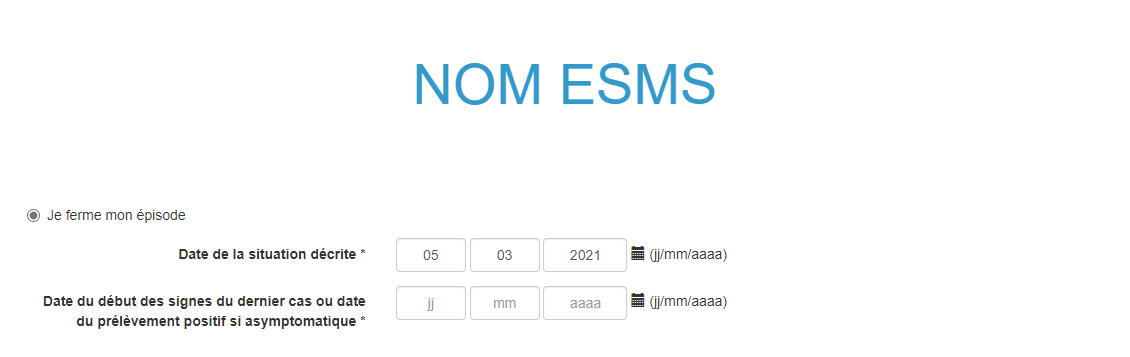 NOM ESMS
Je ferme mon épisode
Date de la situation décrite * 05 03 2021 (jj/mm/aaaa)
Date du début des signes du dernier cas ou date jj mm aaaa (jj/mm/aaaa)
du prélèvement positif si asymptomatique *